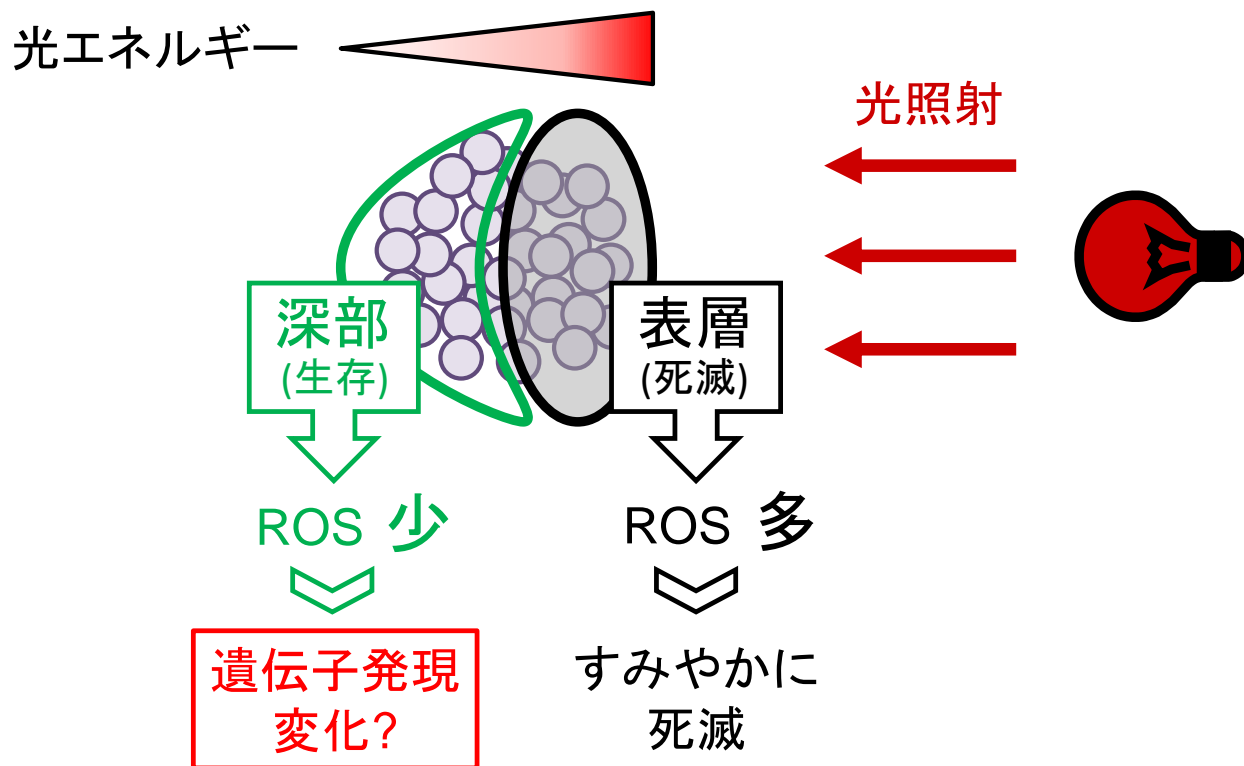 光エネルギー
光照射
深部
(生存)
表層
(死滅)
ROS 少
ROS 多
遺伝子発現
変化?
すみやかに
死滅